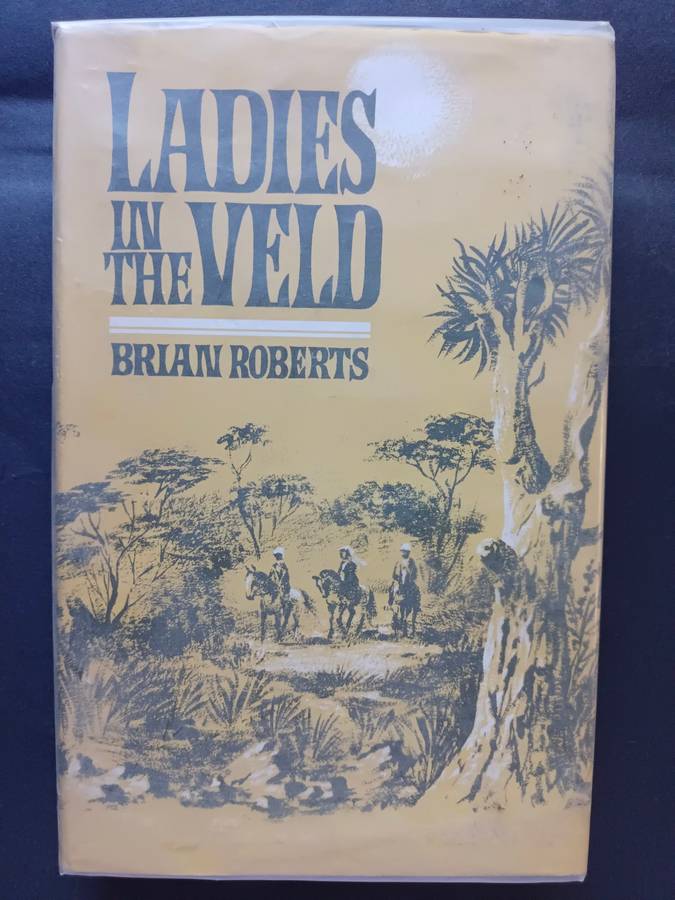 LADIES
IN THE VELD
BRIAN ROBERTS